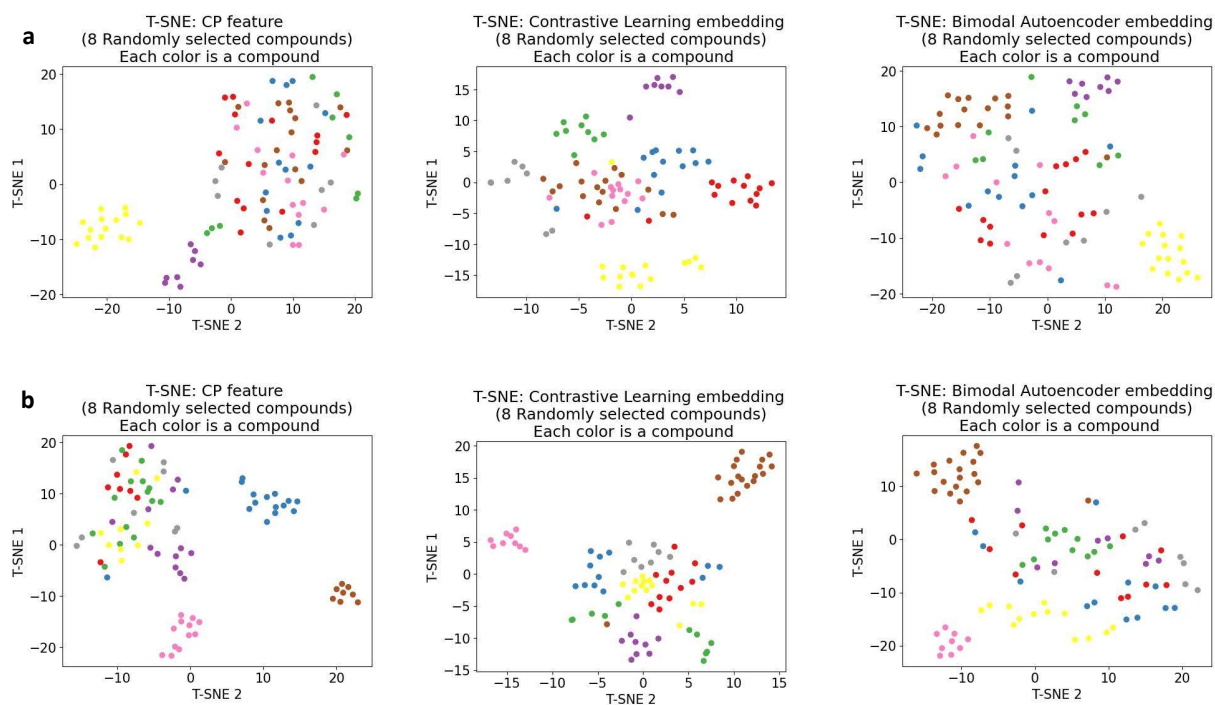 a
T-SNE: CP feature
(8 Randomly selected compounds)
Each color is a compound
20
10
0
−10
−20
T-SNE 1
−20
−10
0
10
20
T-SNE 2
T-SNE: Contrastive Learning embedding
(8 Randomly selected compounds)
Each color is a compound
15
10
5
0
−5
−10
−15
T-SNE 1
−10
−5
0
5
10
T-SNE 2
T-SNE: Bimodal Autoencoder embedding
(8 Randomly selected compounds)
Each color is a compound
20
10
0
−10
−20
T-SNE 1
−20
−10
0
10
20
T-SNE 2
b
T-SNE: CP feature
(8 Randomly selected compounds)
Each color is a compound
20
10
0
−10
−20
T-SNE 1
−10
0
10
20
T-SNE 2
T-SNE: Contrastive Learning embedding
(8 Randomly selected compounds)
Each color is a compound
20
15
10
5
0
−5
−10
−15
T-SNE 1
−15
−10
−5
0
5
10
15
T-SNE 2
T-SNE: Bimodal Autoencoder embedding
(8 Randomly selected compounds)
Each color is a compound
10
0
−10
−20
T-SNE 1
−10
0
10
20
T-SNE 2